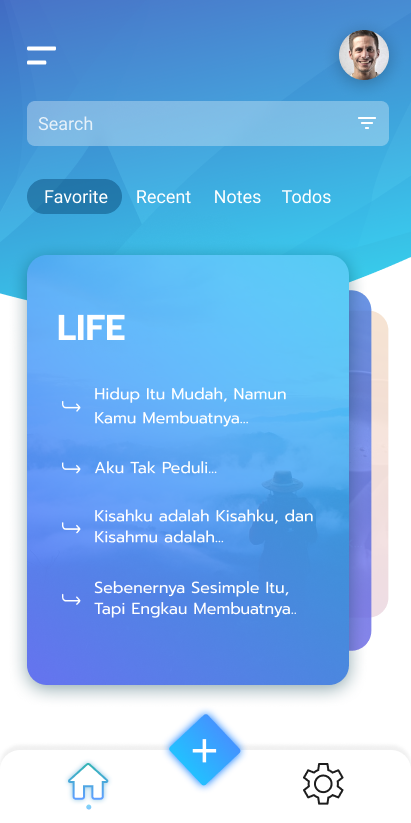 Search
Favorite Recent Notes Todos
LIFE
Hidup Itu Mudah, Namun
Kamu Membuatnya...
Aku Tak Peduli...
Kisahku adalah Kisahku, dan
Kisahmu adalah...
Sebenernya Sesimple Itu,
Tapi Engkau Membuatnya..